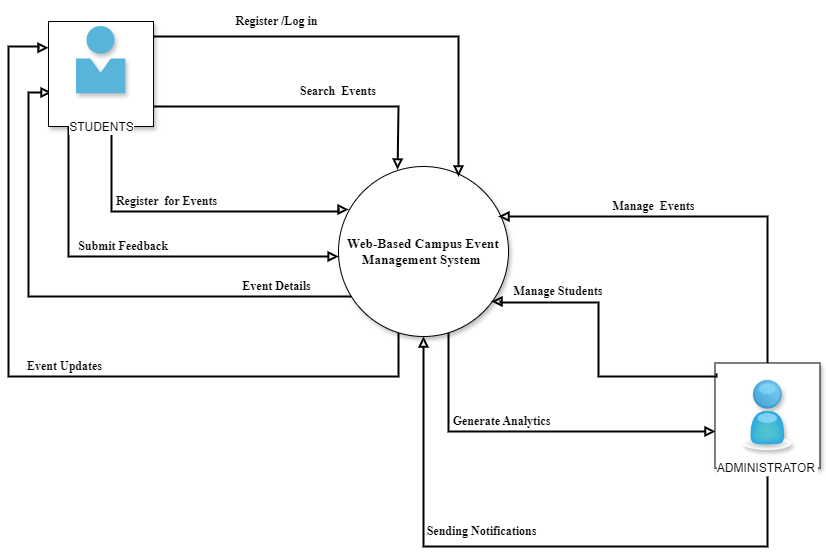 Register /Log in
Search  Events
STUDENTS
Register  for Events
Manage  Events
Submit Feedback
Web-Based Campus Event
Management System
Event Details
Manage Students
Event Updates
Generate Analytics
ADMINISTRATOR
Sending Notifications